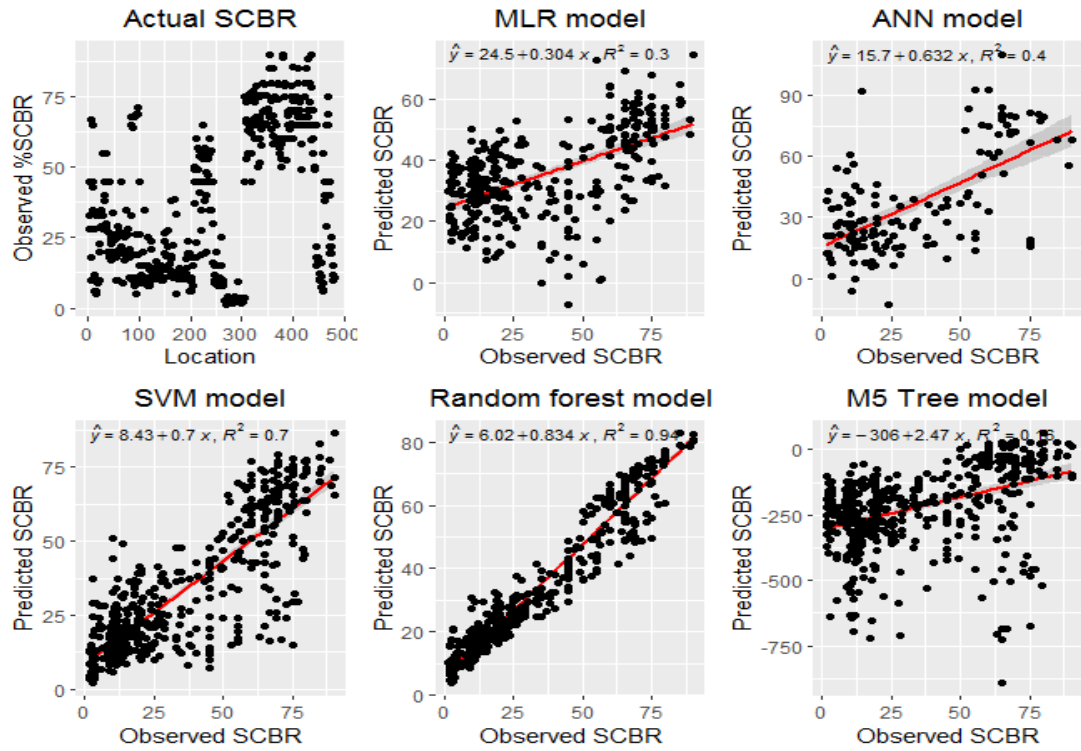 Actual SCBR
Observed %SCBR
75
50
25
0
0 100 200 300 400 500
Location
MLR model
ŷ = 24.5 + 0.304 x, R² = 0.3
Predicted SCBR
60
40
20
0
0 25 50 75
Observed SCBR
ANN model
ŷ = 15.7 + 0.632 x, R² = 0.4
Predicted SCBR
90
60
30
0
0 25 50 75
Observed SCBR
SVM model
ŷ = 8.43 + 0.7 x, R² = 0.7
Predicted SCBR
75
50
25
0
0 25 50 75
Observed SCBR
Random forest model
ŷ = 6.02 + 0.834 x, R² = 0.94
Predicted SCBR
80
60
40
20
0
0 25 50 75
Observed SCBR
M5 Tree model
ŷ = −306 + 2.47 x, R² = 0.16
Predicted SCBR
0
-250
-500
-750
0 25 50 75
Observed SCBR